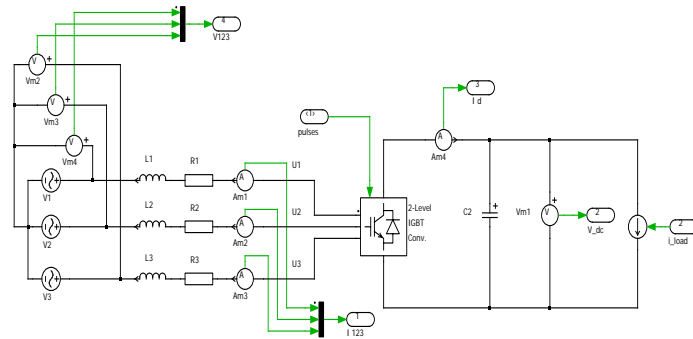 4
V123
V
Vm2
V
Vm3
V
Vm4
3
I d
pulses
A
Am4
L1
R1
A
Am1
U1
V1
2-Level
IGBT
Conv.
C2
Vm1
V
2
V_dc
2
i_load
L2
R2
A
Am2
U2
V2
L3
R3
A
Am3
U3
V3
1
I 123